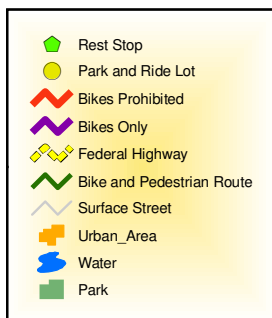 Rest Stop
Park and Ride Lot
Bikes Prohibited
Bikes Only
Federal Highway
Bike and Pedestrian Route
Surface Street
Urban_Area
Water
Park